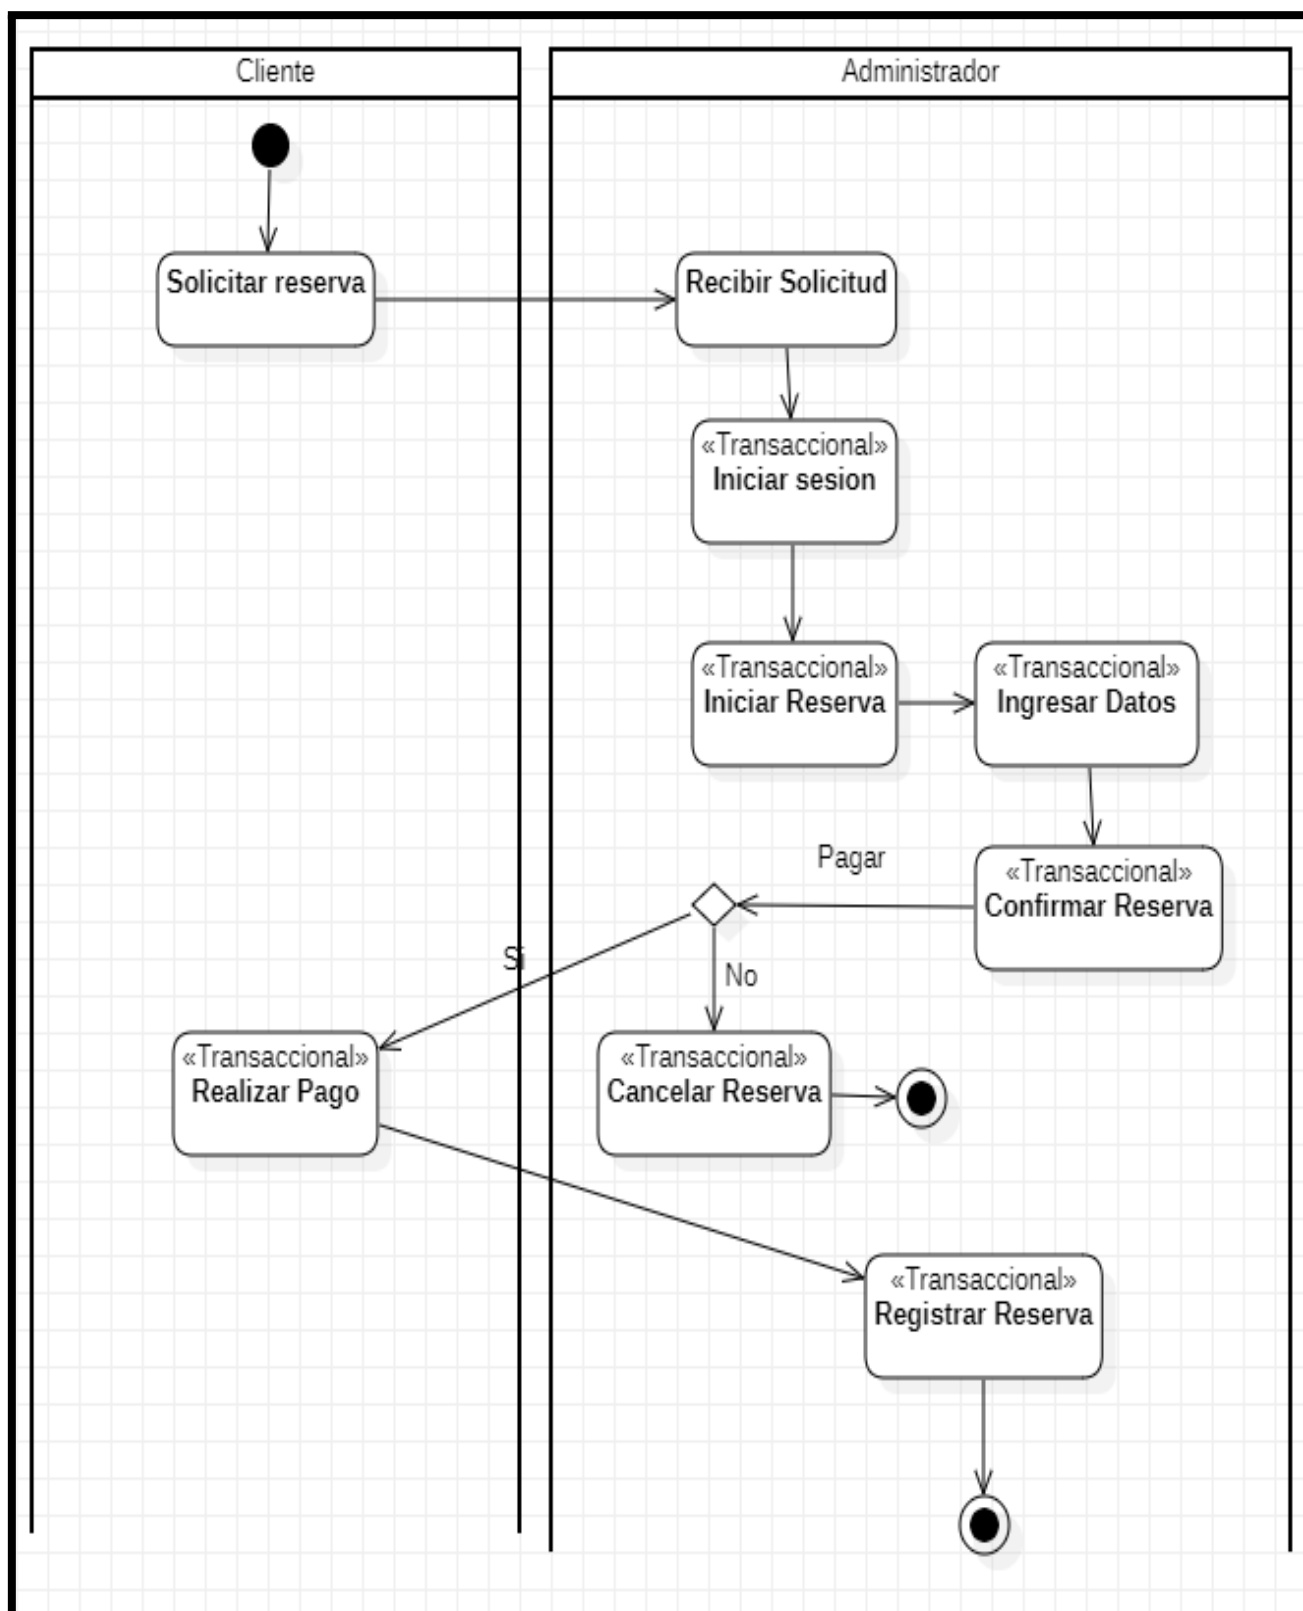 Cliente
Administrador
Solicitar reserva
Recibir Solicitud
«Transaccional»
Iniciar sesion
«Transaccional»
Iniciar Reserva
«Transaccional»
Ingresar Datos
Pagar
«Transaccional»
Confirmar Reserva
Si
No
«Transaccional»
Realizar Pago
«Transaccional»
Cancelar Reserva
«Transaccional»
Registrar Reserva